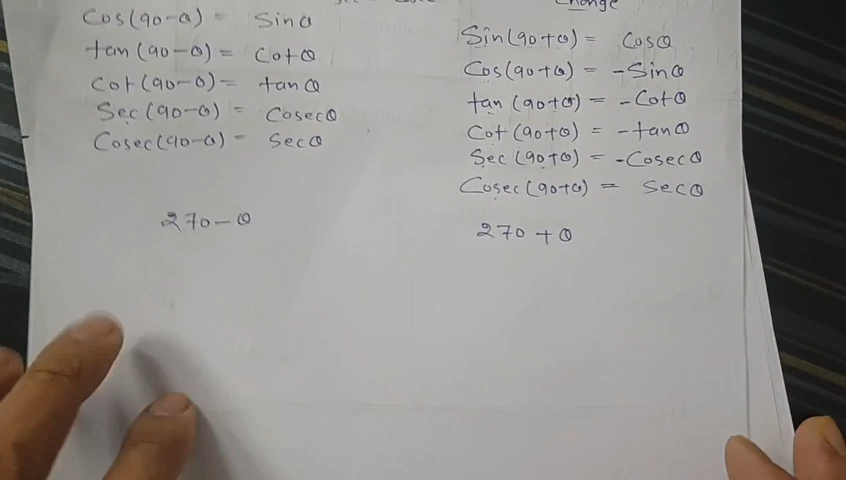 Change
Cos(90-θ) = Sinθ
tan(90-θ) = Cotθ
Cot(90-θ) = tanθ
Sec(90-θ) = Cosecθ
Cosec(90-θ) = Secθ
270-θ
Sin(90+θ) = Cosθ
Cos(90+θ) = -Sinθ
tan(90+θ) = -Cotθ
Cot(90+θ) = -tanθ
Sec(90+θ) = -Cosecθ
Cosec(90+θ) = Secθ
270+θ